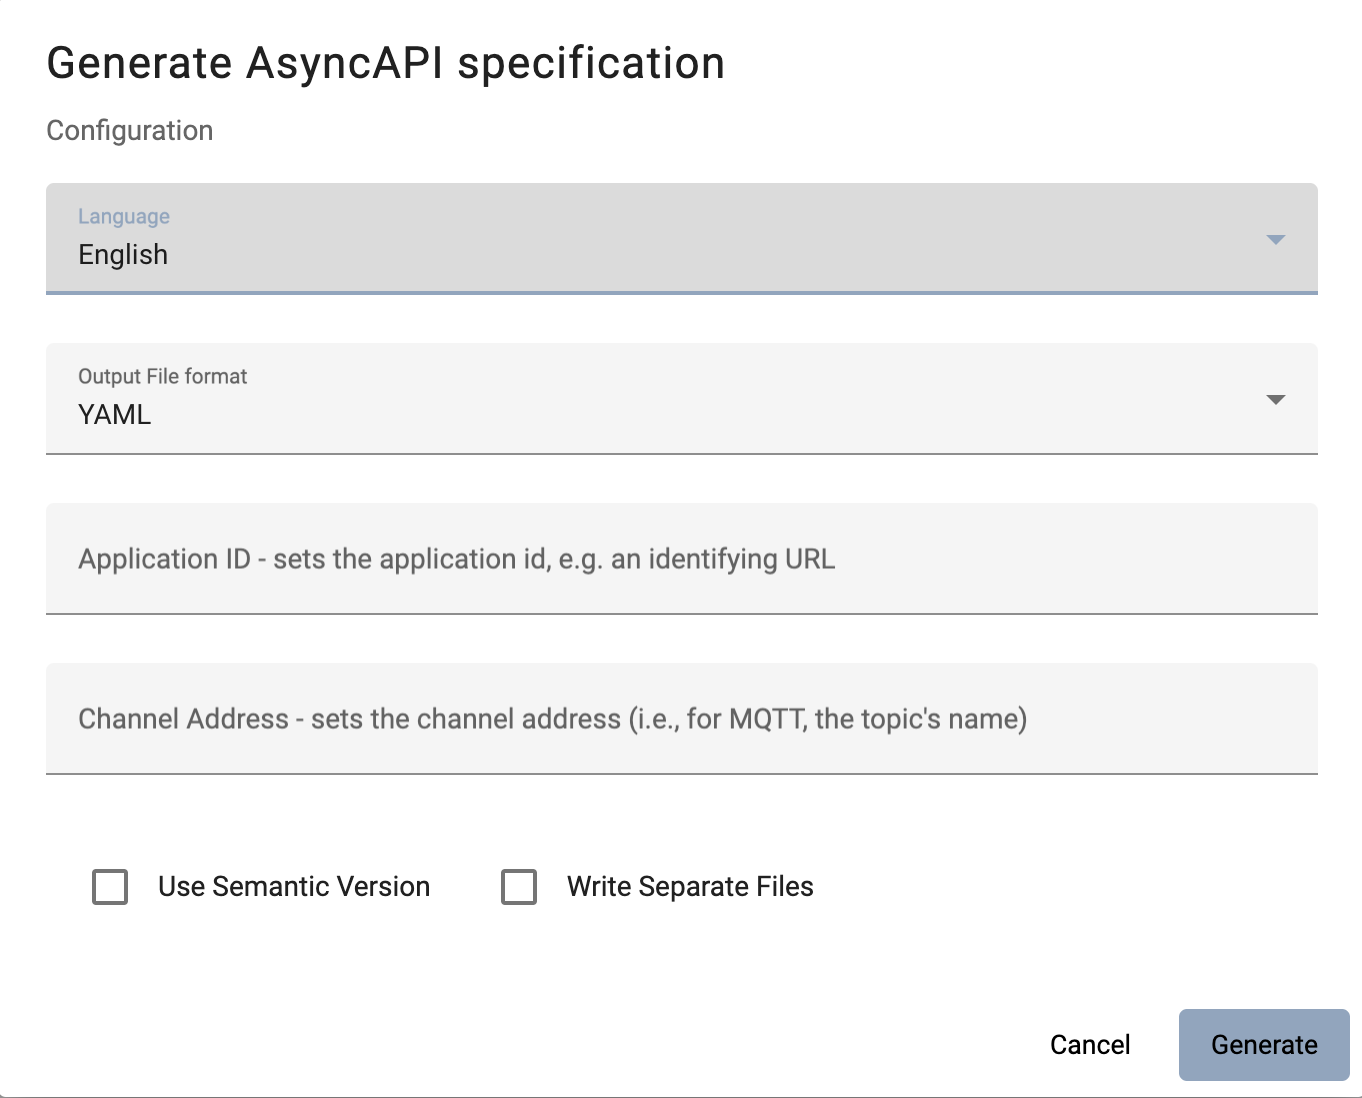 Generate AsyncAPI specification
Configuration
Language
English
Output File format
YAML
Application ID - sets the application id, e.g. an identifying URL
Channel Address - sets the channel address (i.e., for MQTT, the topic's name)
Use Semantic Version
Write Separate Files
Cancel
Generate